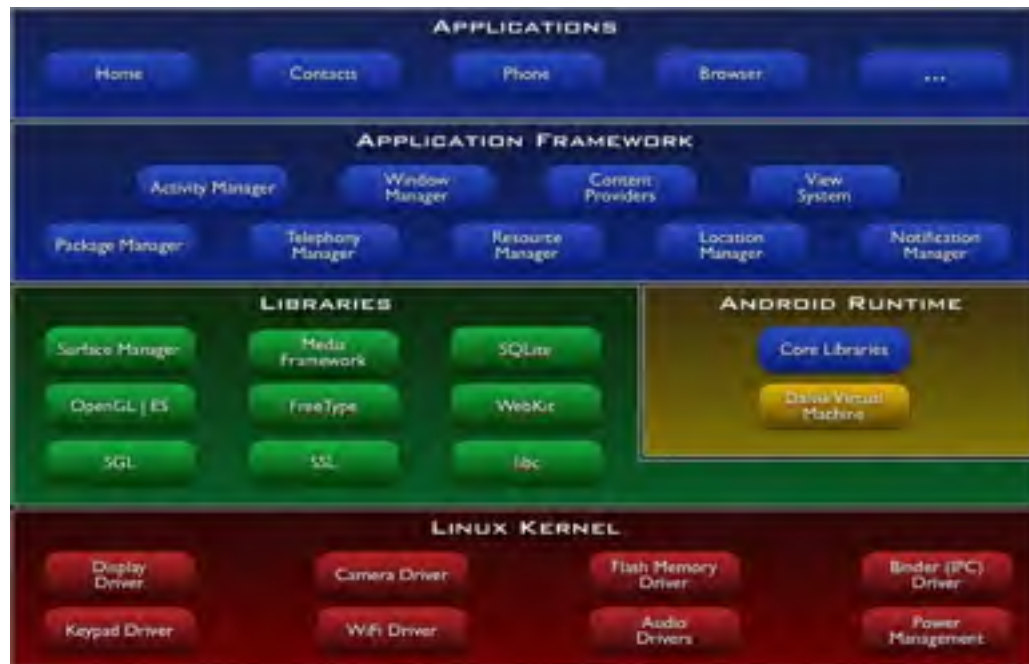 APPLICATIONS
Home
Contacts
Phone
Browser
...
APPLICATION FRAMEWORK
Activity Manager
Window
Manager
Content
Providers
View
System
Package Manager
Telephony
Manager
Resource
Manager
Location
Manager
Notification
Manager
LIBRARIES
Surface Manager
Media
Framework
SQLite
OpenGL | ES
FreeType
WebKit
SGL
SSL
libc
ANDROID RUNTIME
Core Libraries
Dalvik Virtual
Machine
LINUX KERNEL
Display
Driver
Camera Driver
Flash Memory
Driver
Binder (IPC)
Driver
Keypad Driver
WiFi Driver
Audio
Drivers
Power
Management